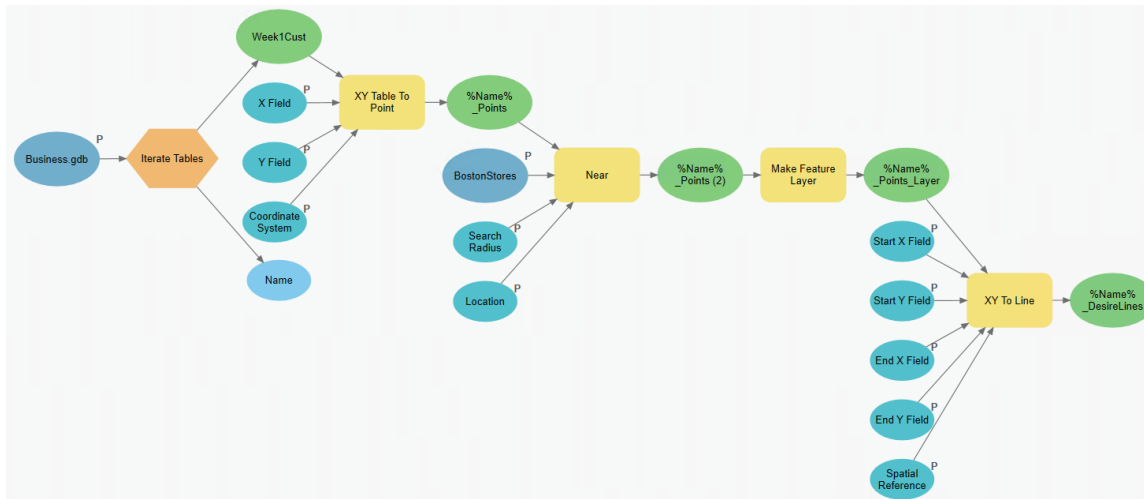 Business.gdb
P
Iterate Tables
Week1Cust
P
X Field
P
Y Field
P
Coordinate
System
P
Name
XY Table To
Point
%Name%
_Points
P
BostonStores
P
Search
Radius
P
Location
P
Near
%Name%
_Points (2)
Make Feature
Layer
%Name%
_Points_Layer
P
Start X Field
P
Start Y Field
P
End X Field
P
End Y Field
P
Spatial
Reference
P
XY To Line
%Name%
_DesireLines